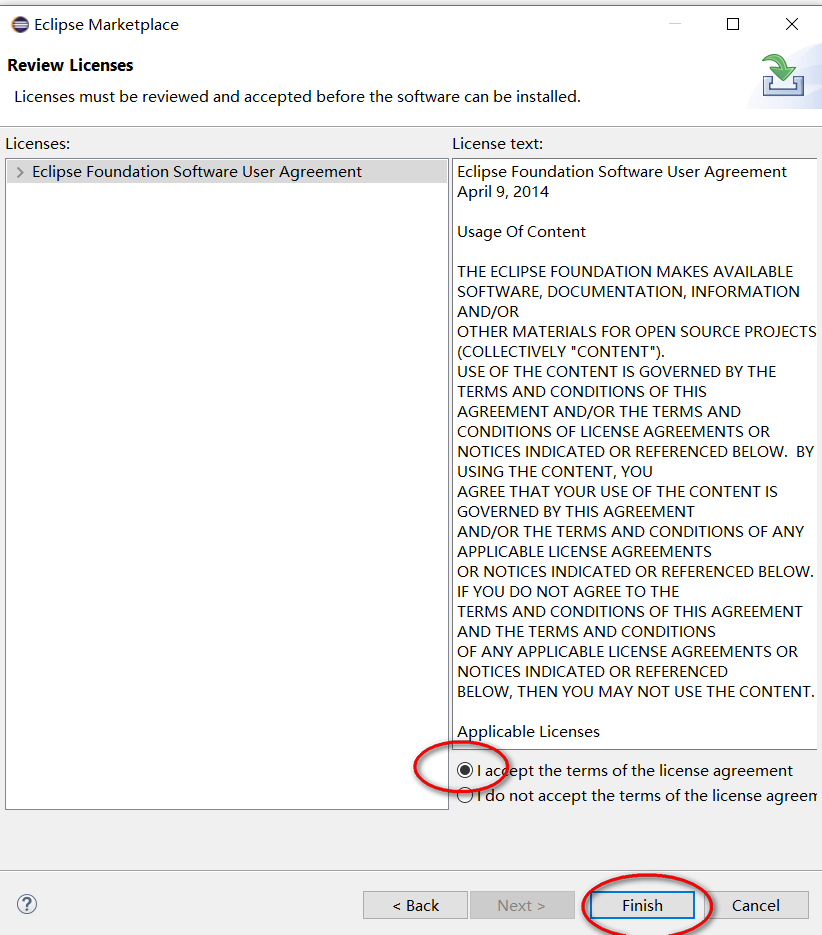 Eclipse Marketplace
Review Licenses
Licenses must be reviewed and accepted before the software can be installed.
Licenses:
Eclipse Foundation Software User Agreement
License text:
Eclipse Foundation Software User Agreement
April 9, 2014
Usage Of Content
THE ECLIPSE FOUNDATION MAKES AVAILABLE
SOFTWARE, DOCUMENTATION, INFORMATION
AND/OR
OTHER MATERIALS FOR OPEN SOURCE PROJECTS
(COLLECTIVELY "CONTENT").
USE OF THE CONTENT IS GOVERNED BY THE
TERMS AND CONDITIONS OF THIS
AGREEMENT AND/OR THE TERMS AND
CONDITIONS OF LICENSE AGREEMENTS OR
NOTICES INDICATED OR REFERENCED BELOW.  BY
USING THE CONTENT, YOU
AGREE THAT YOUR USE OF THE CONTENT IS
GOVERNED BY THIS AGREEMENT
AND/OR THE TERMS AND CONDITIONS OF ANY
APPLICABLE LICENSE AGREEMENTS
OR NOTICES INDICATED OR REFERENCED BELOW.
IF YOU DO NOT AGREE TO THE
TERMS AND CONDITIONS OF THIS AGREEMENT
AND THE TERMS AND CONDITIONS
OF ANY APPLICABLE LICENSE AGREEMENTS OR
NOTICES INDICATED OR REFERENCED
BELOW, THEN YOU MAY NOT USE THE CONTENT.
Applicable Licenses
I accept the terms of the license agreement
I do not accept the terms of the license agreem
?
< Back
Next >
Finish
Cancel